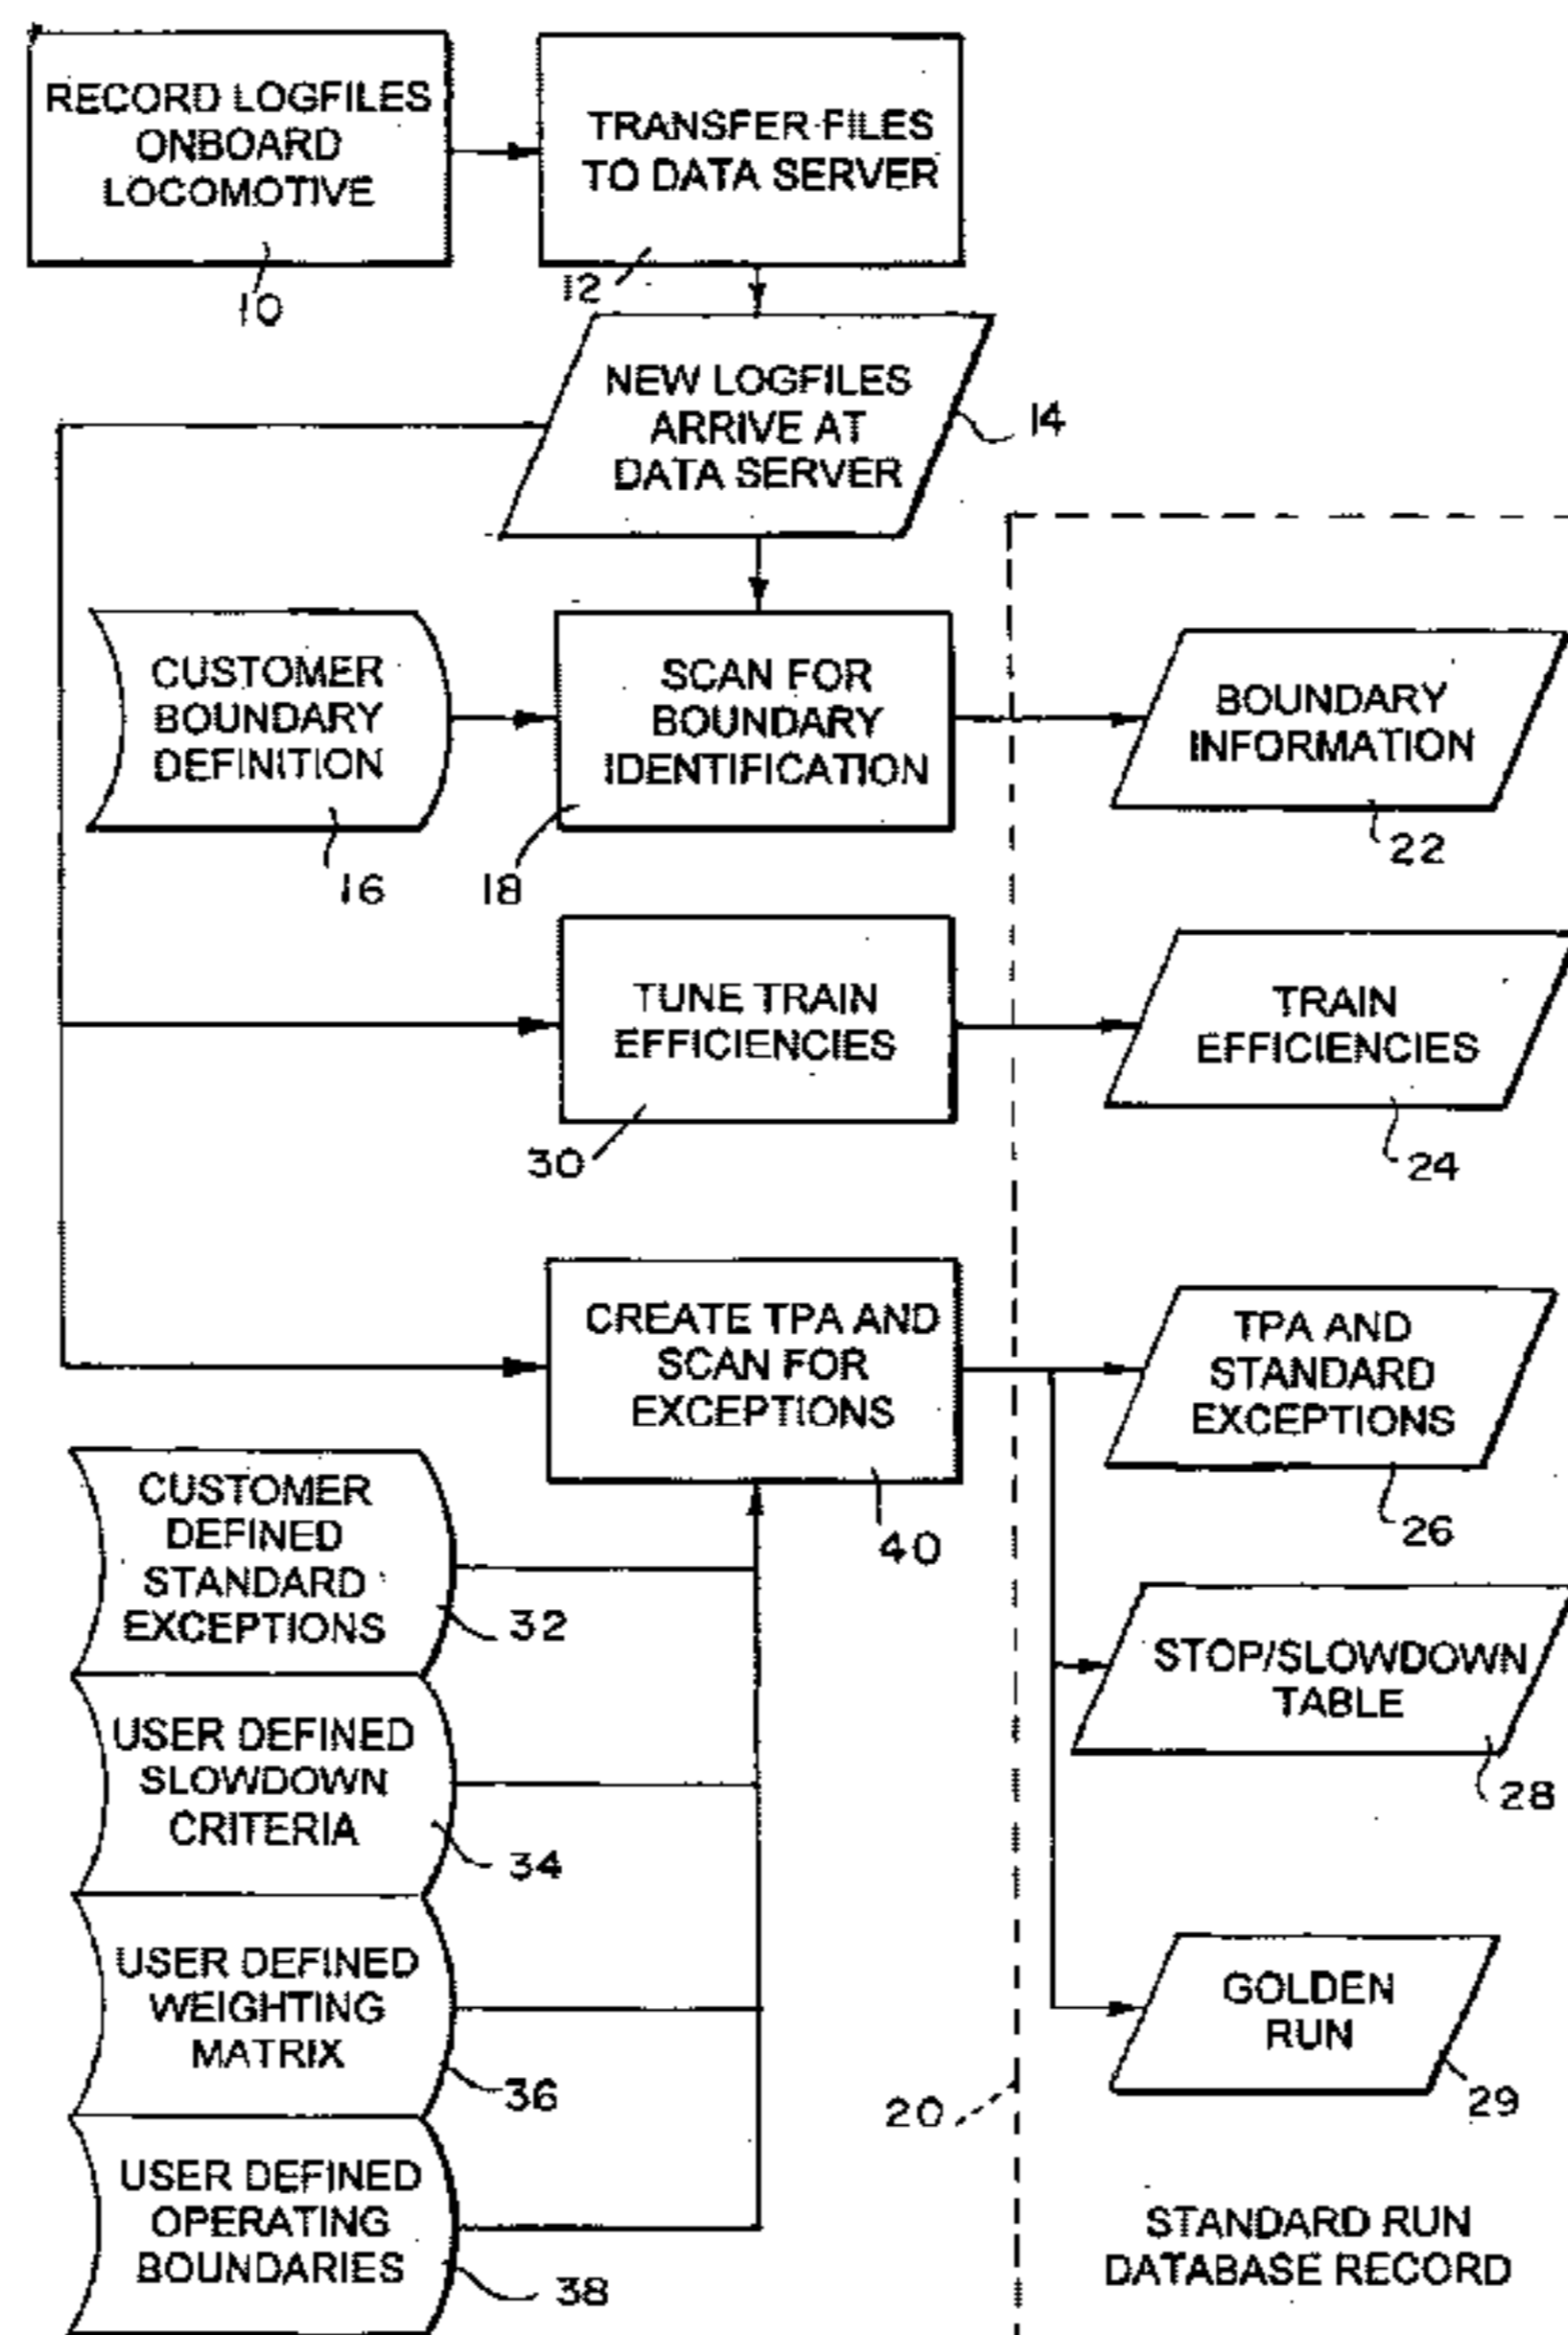 RECORD LOGFILES
ONBOARD
LOCOMOTIVE
10
TRANSFER FILES
TO DATA SERVER
12
NEW LOGFILES
ARRIVE AT
DATA SERVER
14
CUSTOMER
BOUNDARY
DEFINITION
16
SCAN FOR
BOUNDARY
IDENTIFICATION
18
BOUNDARY
INFORMATION
22
TUNE TRAIN
EFFICIENCIES
30
TRAIN
EFFICIENCIES
24
CREATE TPA AND
SCAN FOR
EXCEPTIONS
40
TPA AND
STANDARD
EXCEPTIONS
26
CUSTOMER
DEFINED
STANDARD
EXCEPTIONS
32
STOP/SLOWDOWN
TABLE
28
USER DEFINED
SLOWDOWN
CRITERIA
34
USER DEFINED
WEIGHTING
MATRIX
36
GOLDEN
RUN
29
20
USER DEFINED
OPERATING
BOUNDARIES
38
STANDARD RUN
DATABASE RECORD